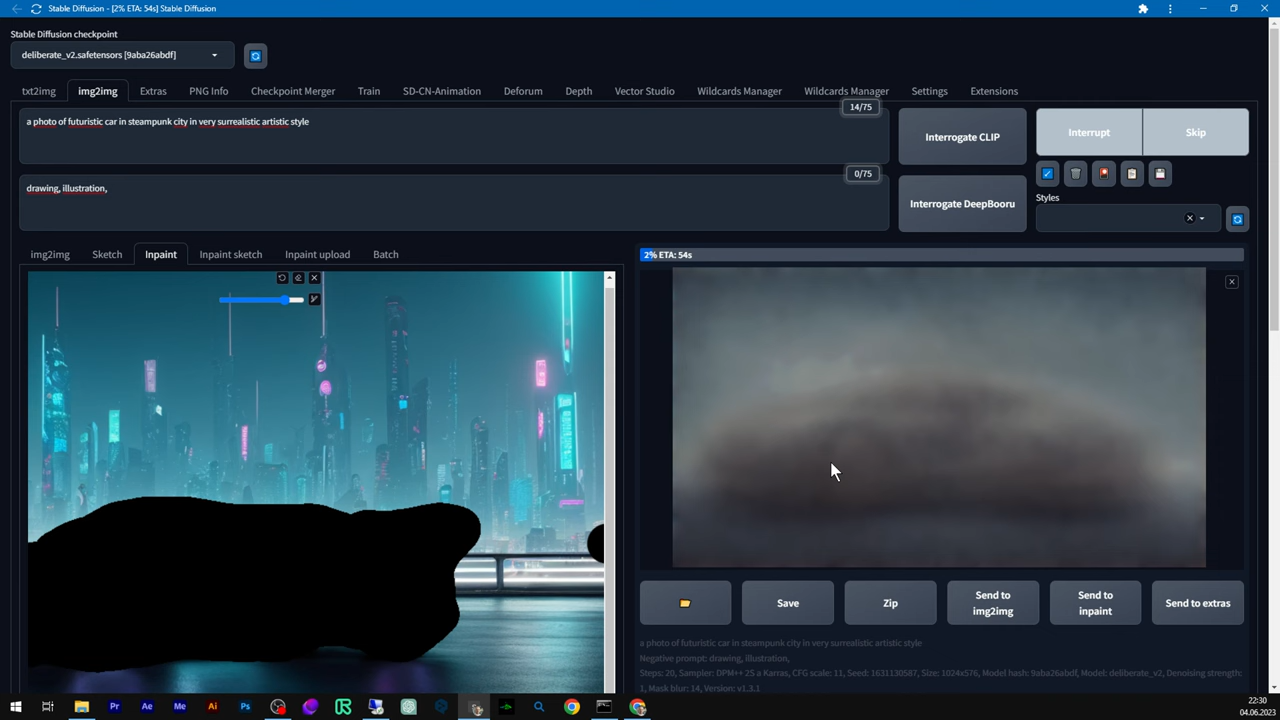 Stable Diffusion - [2% ETA: 54s] Stable Diffusion
Stable Diffusion checkpoint
deliberate_v2.safetensors [9aba26abdf]
txt2img img2img Extras PNG Info Checkpoint Merger Train SD-CN-Animation Deforum Depth Vector Studio Wildcards Manager Wildcards Manager Settings Extensions
14/75
a photo of futuristic car in steampunk city in very surrealistic artistic style
Interrogate CLIP
Interrupt
Skip
0/75
drawing, illustration,
Interrogate DeepBooru
Styles
img2img Sketch Inpaint Inpaint sketch Inpaint upload Batch
2% ETA: 54s
Save
Zip
Send to img2img
Send to inpaint
Send to extras
a photo of futuristic car in steampunk city in very surrealistic artistic style
Negative prompt: drawing, illustration,
Steps: 20, Sampler: DPM++ 2S a Karras, CFG scale: 11, Seed: 1631130587, Size: 1024x576, Model hash: 9aba26abdf, Model: deliberate_v2, Denoising strength:
1, Mask blur: 14, Version: v1.3.1
Pr Ae Me Ai Ps
22:30
04.06.2023